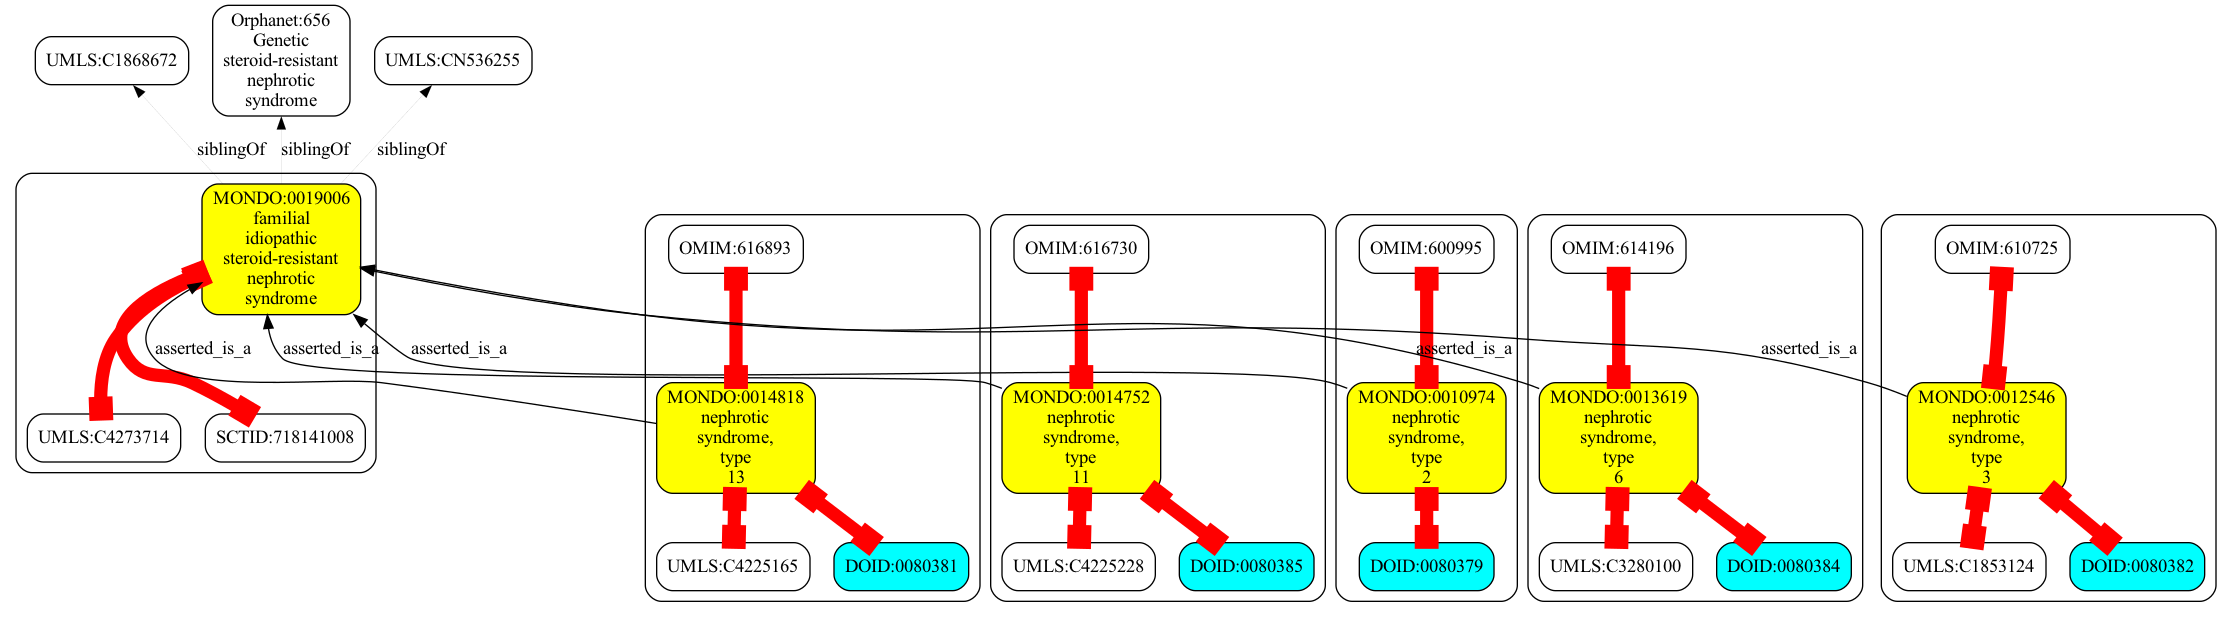 Orphanet:656
Genetic
steroid-resistant
nephrotic
syndrome
UMLS:C1868672
UMLS:CN536255
siblingOf
siblingOf
siblingOf
MONDO:0019006
familial
idiopathic
steroid-resistant
nephrotic
syndrome
OMIM:616893
OMIM:616730
OMIM:600995
OMIM:614196
OMIM:610725
asserted_is_a
asserted_is_a
asserted_is_a
asserted_is_a
asserted_is_a
UMLS:C4273714
SCTID:718141008
MONDO:0014818
nephrotic
syndrome,
type
13
MONDO:0014752
nephrotic
syndrome,
type
11
MONDO:0010974
nephrotic
syndrome,
type
2
MONDO:0013619
nephrotic
syndrome,
type
6
MONDO:0012546
nephrotic
syndrome,
type
3
UMLS:C4225165
DOID:0080381
UMLS:C4225228
DOID:0080385
DOID:0080379
UMLS:C3280100
DOID:0080384
UMLS:C1853124
DOID:0080382